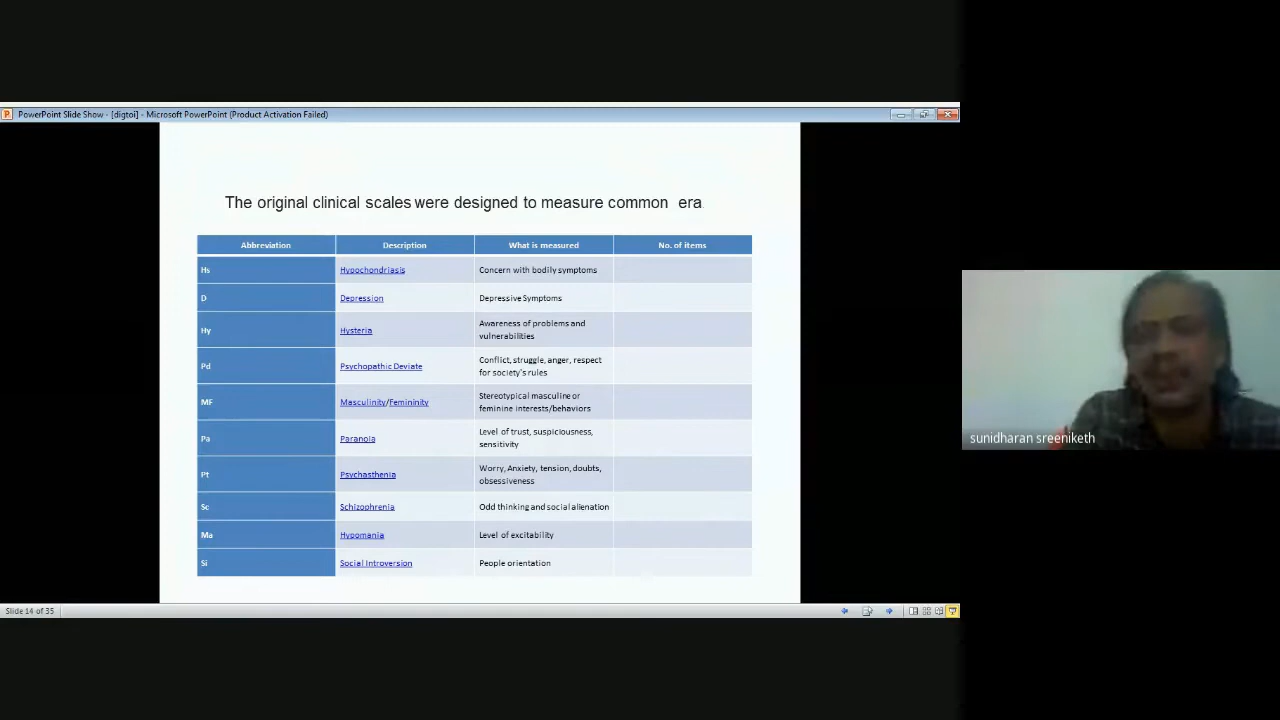 PowerPoint Slide Show - [digtoi] - Microsoft PowerPoint (Product Activation Failed)
The original clinical scales were designed to measure common era
Abbreviation Description What is measured No. of items
Hs Hypochondriasis Concern with bodily symptoms
D Depression Depressive Symptoms
Hy Hysteria Awareness of problems and
vulnerabilities
Pd Psychopathic Deviate Conflict, struggle, anger, respect
for society's rules
MF Masculinity/Femininity Stereotypical masculine or
feminine interests/behaviors
Pa Paranoia Level of trust, suspiciousness,
sensitivity
Pt Psychasthenia Worry, Anxiety, tension, doubts,
obsessiveness
Sc Schizophrenia Odd thinking and social alienation
Ma Hypomania Level of excitability
Si Social Introversion People orientation
sunidharan sreeniketh
Slide 14 of 35